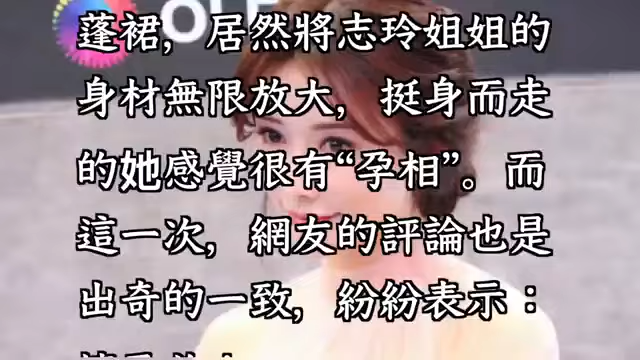 蓬裙，居然將志玲姐姐的
身材無限放大，挺身而走
的她感覺很有“孕相”。而
這一次，網友的評論也是
出奇的一致，紛紛表示：